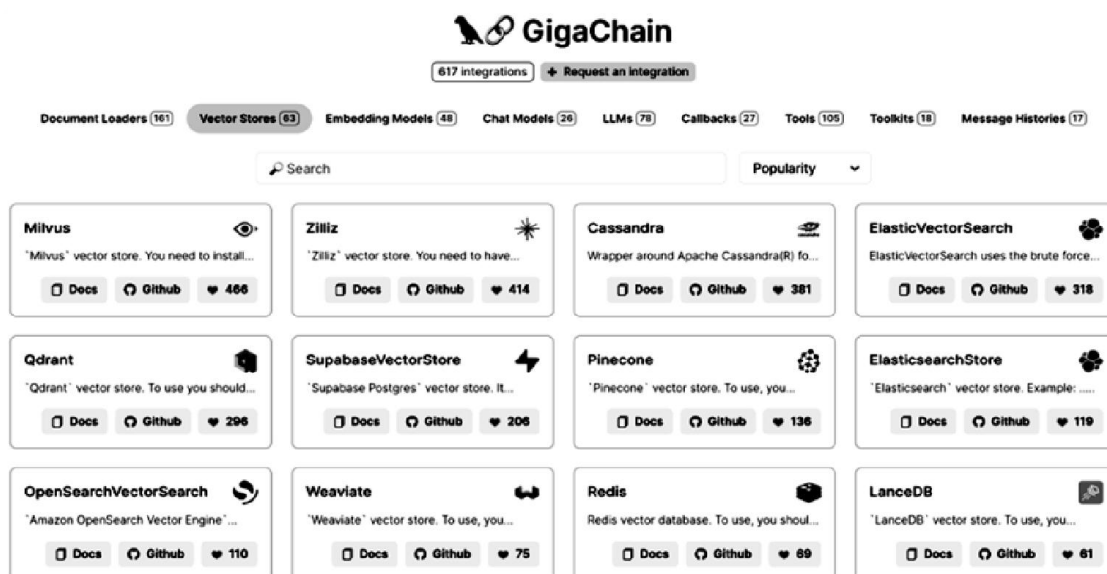 GigaChain
617 integrations + Request an integration
Document Loaders 161 Vector Stores 63 Embedding Models 48 Chat Models 26 LLMs 78 Callbacks 27 Tools 105 Toolkits 18 Message Histories 17
Search Popularity
Milvus
`Milvus` vector store. You need to install...
Docs Github 466
Zilliz
`Zilliz` vector store. You need to have...
Docs Github 414
Cassandra
Wrapper around Apache Cassandra(R) fo...
Docs Github 381
ElasticVectorSearch
ElasticVectorSearch uses the brute force...
Docs Github 318
Qdrant
`Qdrant` vector store. To use you should...
Docs Github 296
SupabaseVectorStore
`Supabase Postgres` vector store. It...
Docs Github 206
Pinecone
`Pinecone` vector store. To use, you...
Docs Github 136
ElasticsearchStore
`Elasticsearch` vector store. Example: .....
Docs Github 119
OpenSearchVectorSearch
`Amazon OpenSearch Vector Engine`...
Docs Github 110
Weaviate
`Weaviate` vector store. To use, you...
Docs Github 75
Redis
Redis vector database. To use, you shoul...
Docs Github 69
LanceDB
`LanceDB` vector store. To use, you...
Docs Github 61